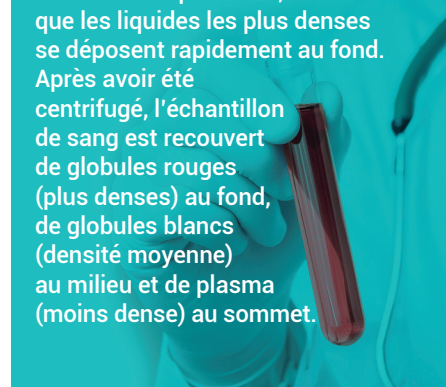 que les liquides les plus denses
se déposent rapidement au fond.
Après avoir été
centrifugé, l'échantillon
de sang est recouvert
de globules rouges
(plus denses) au fond,
de globules blancs
(densité moyenne)
au milieu et de plasma
(moins dense) au sommet.